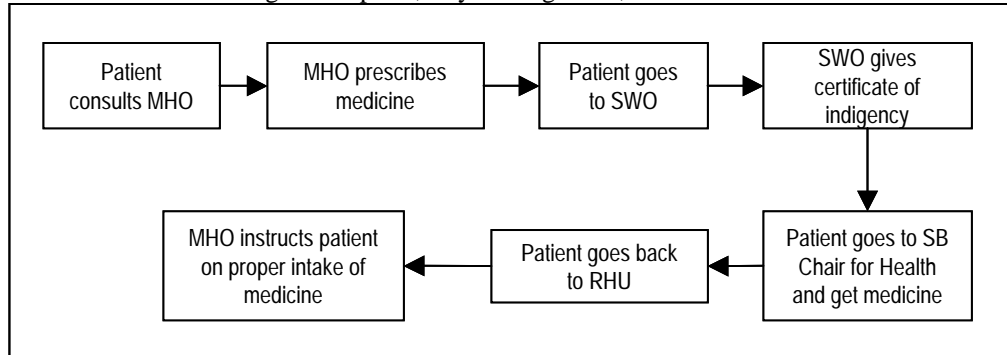 Patient
consults MHO
MHO prescribes
medicine
Patient goes
to SWO
SWO gives
certificate of
indigency
Patient goes to SB
Chair for Health
and get medicine
Patient goes back
to RHU
MHO instructs patient
on proper intake of
medicine